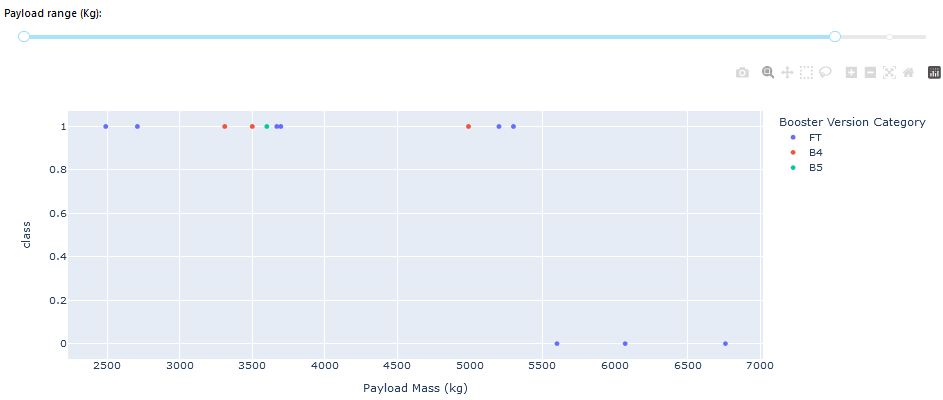 Payload range (Kg):
Booster Version Category
FT
B4
B5
1
0.8
0.6
0.4
0.2
0
class
2500 3000 3500 4000 4500 5000 5500 6000 6500 7000
Payload Mass (kg)